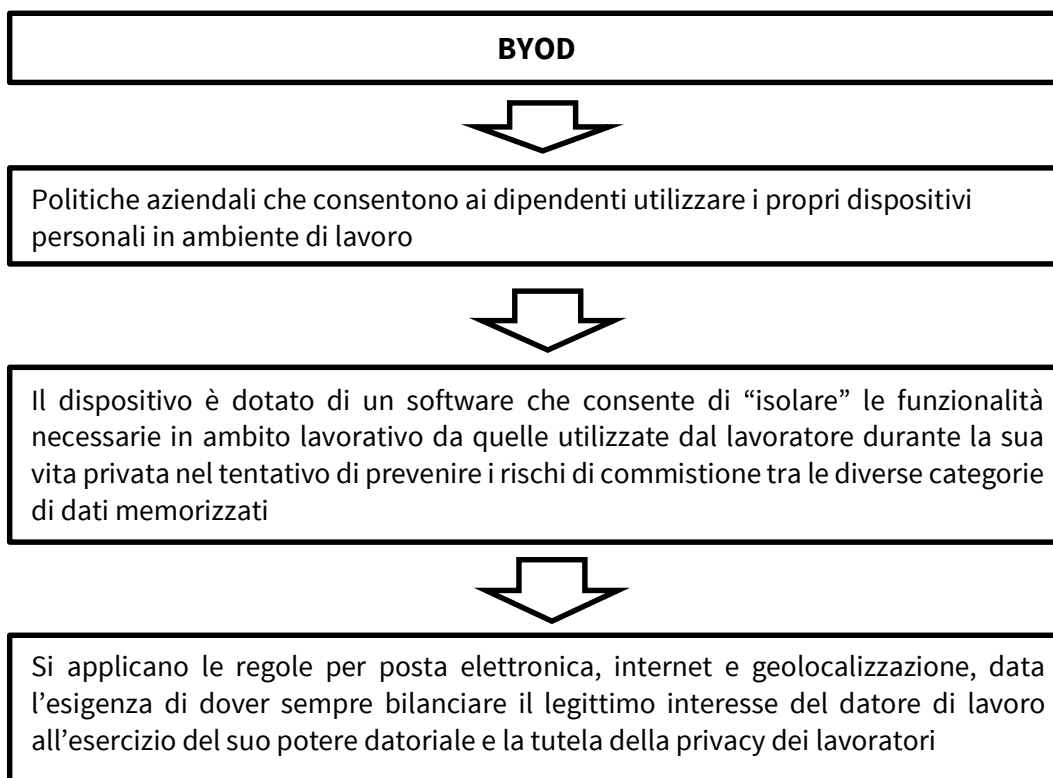 BYOD
Politiche aziendali che consentono ai dipendenti utilizzare i propri dispositivi
personali in ambiente di lavoro
Il dispositivo è dotato di un software che consente di “isolare” le funzionalità
necessarie in ambito lavorativo da quelle utilizzate dal lavoratore durante la sua
vita privata nel tentativo di prevenire i rischi di commistione tra le diverse categorie
di dati memorizzati
Si applicano le regole per posta elettronica, internet e geolocalizzazione, data
l’esigenza di dover sempre bilanciare il legittimo interesse del datore di lavoro
all’esercizio del suo potere datoriale e la tutela della privacy dei lavoratori